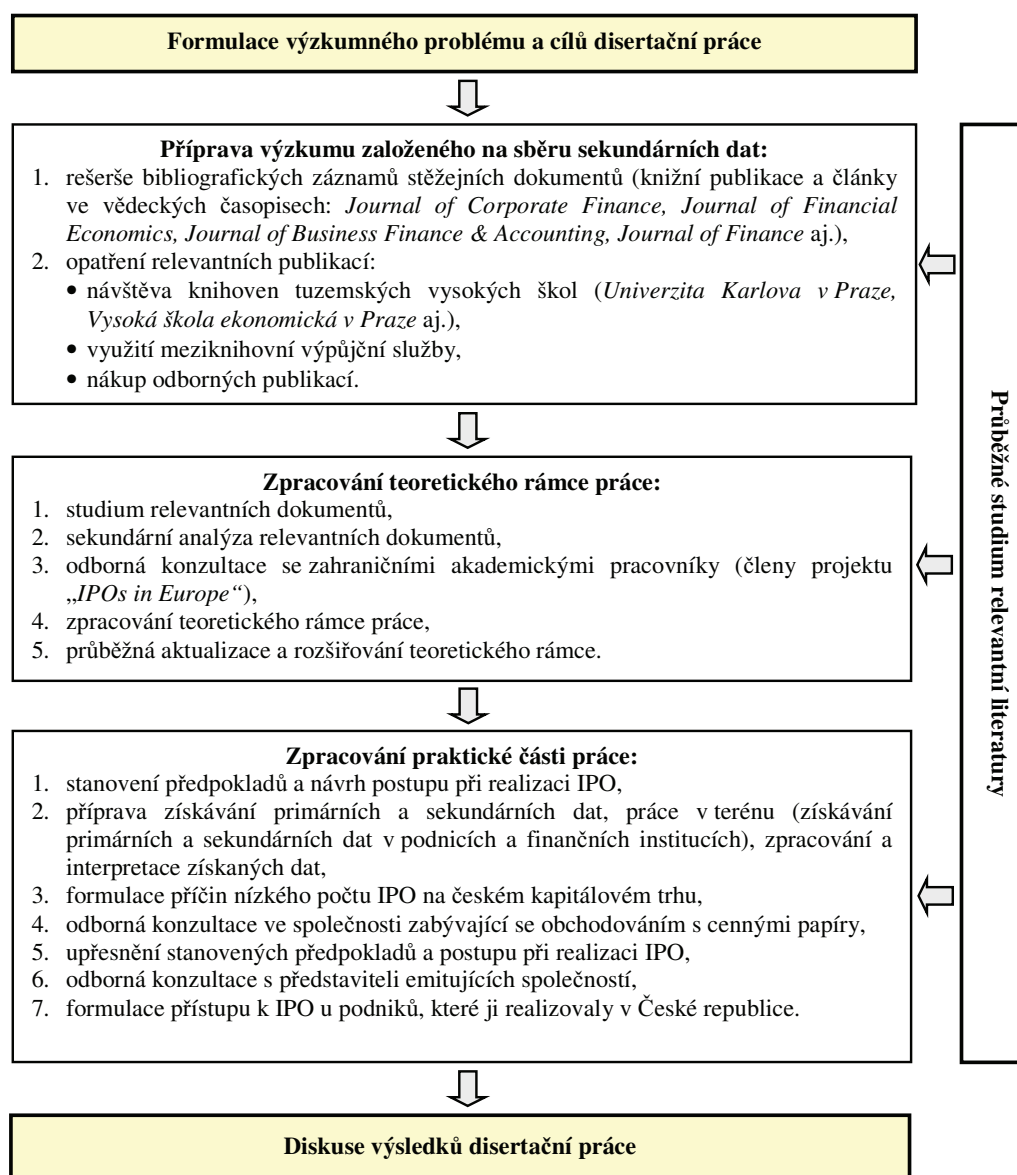 Formulace výzkumného problému a cílů disertační práce
Příprava výzkumu založeného na sběru sekundárních dat:
1. rešerše bibliografických záznamů stěžejních dokumentů (knižní publikace a články
ve vědeckých časopisech: Journal of Corporate Finance, Journal of Financial
Economics, Journal of Business Finance & Accounting, Journal of Finance aj.),
2. opatření relevantních publikací:
• návštěva knihoven tuzemských vysokých škol (Univerzita Karlova v Praze,
Vysoká škola ekonomická v Praze aj.),
• využití meziknihovní výpůjční služby,
• nákup odborných publikací.
Zpracování teoretického rámce práce:
1. studium relevantních dokumentů,
2. sekundární analýza relevantních dokumentů,
3. odborná konzultace se zahraničními akademickými pracovníky (členy projektu
„IPOs in Europe“),
4. zpracování teoretického rámce práce,
5. průběžná aktualizace a rozšiřování teoretického rámce.
Zpracování praktické části práce:
1. stanovení předpokladů a návrh postupu při realizaci IPO,
2. příprava získávání primárních a sekundárních dat, práce v terénu (získávání
primárních a sekundárních dat v podnicích a finančních institucích), zpracování a
interpretace získaných dat,
3. formulace příčin nízkého počtu IPO na českém kapitálovém trhu,
4. odborná konzultace ve společnosti zabývající se obchodováním s cennými papíry,
5. upřesnění stanovených předpokladů a postupu při realizaci IPO,
6. odborná konzultace s představiteli emitujících společností,
7. formulace přístupu k IPO u podniků, které ji realizovaly v České republice.
Diskuse výsledků disertační práce
Průběžné studium relevantní literatury